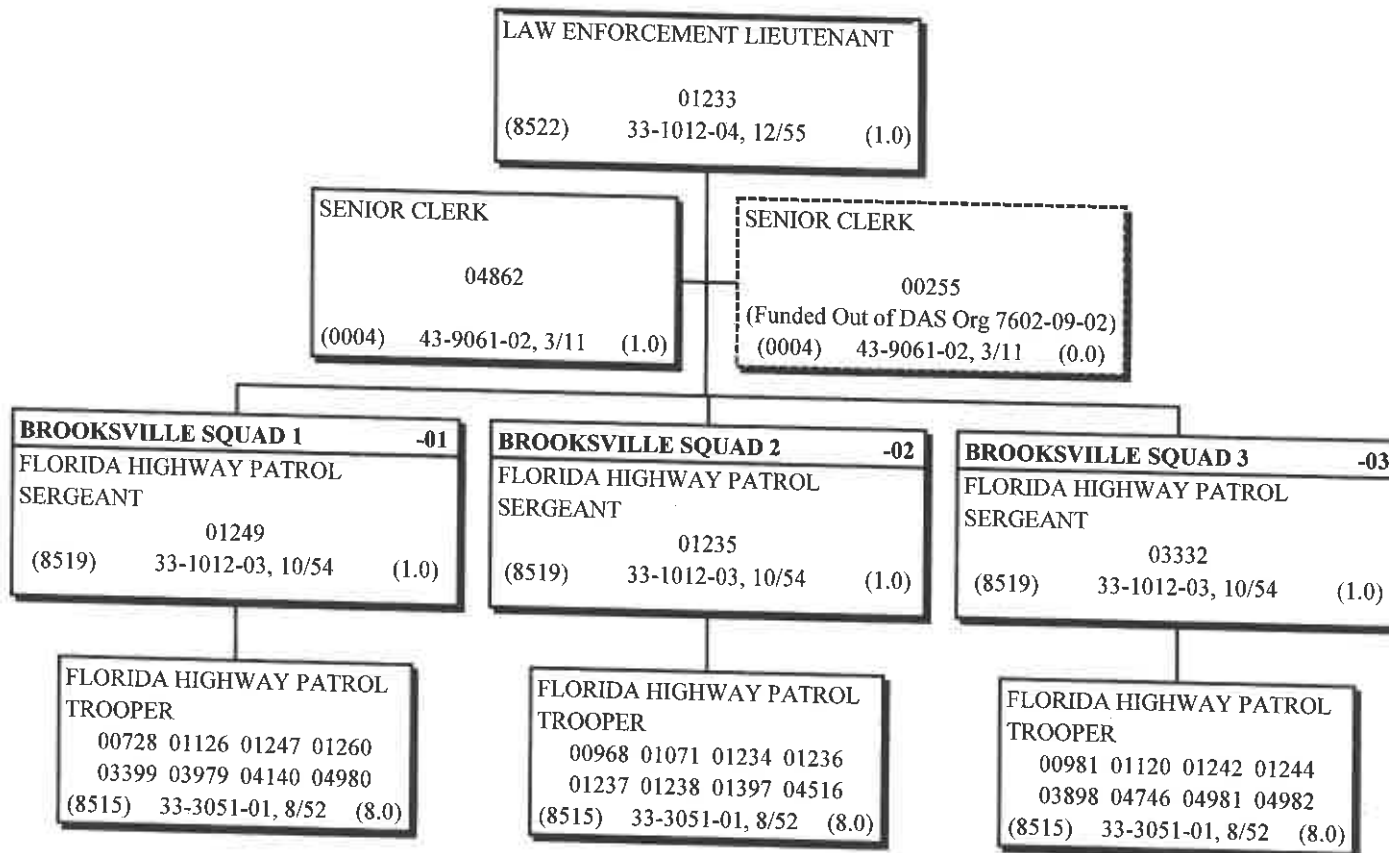 LAW ENFORCEMENT LIEUTENANT
01233
(8522) 33-1012-04, 12/55 (1.0)
SENIOR CLERK
04862
(0004) 43-9061-02, 3/11 (1.0)
SENIOR CLERK
00255
(Funded Out of DAS Org 7602-09-02)
(0004) 43-9061-02, 3/11 (0.0)
BROOKSVILLE SQUAD 1 -01
FLORIDA HIGHWAY PATROL
SERGEANT
01249
(8519) 33-1012-03, 10/54 (1.0)
FLORIDA HIGHWAY PATROL
TROOPER
00728 01126 01247 01260
03399 03979 04140 04980
(8515) 33-3051-01, 8/52 (8.0)
BROOKSVILLE SQUAD 2 -02
FLORIDA HIGHWAY PATROL
SERGEANT
01235
(8519) 33-1012-03, 10/54 (1.0)
FLORIDA HIGHWAY PATROL
TROOPER
00968 01071 01234 01236
01237 01238 01397 04516
(8515) 33-3051-01, 8/52 (8.0)
BROOKSVILLE SQUAD 3 -03
FLORIDA HIGHWAY PATROL
SERGEANT
03332
(8519) 33-1012-03, 10/54 (1.0)
FLORIDA HIGHWAY PATROL
TROOPER
00981 01120 01242 01244
03898 04746 04981 04982
(8515) 33-3051-01, 8/52 (8.0)